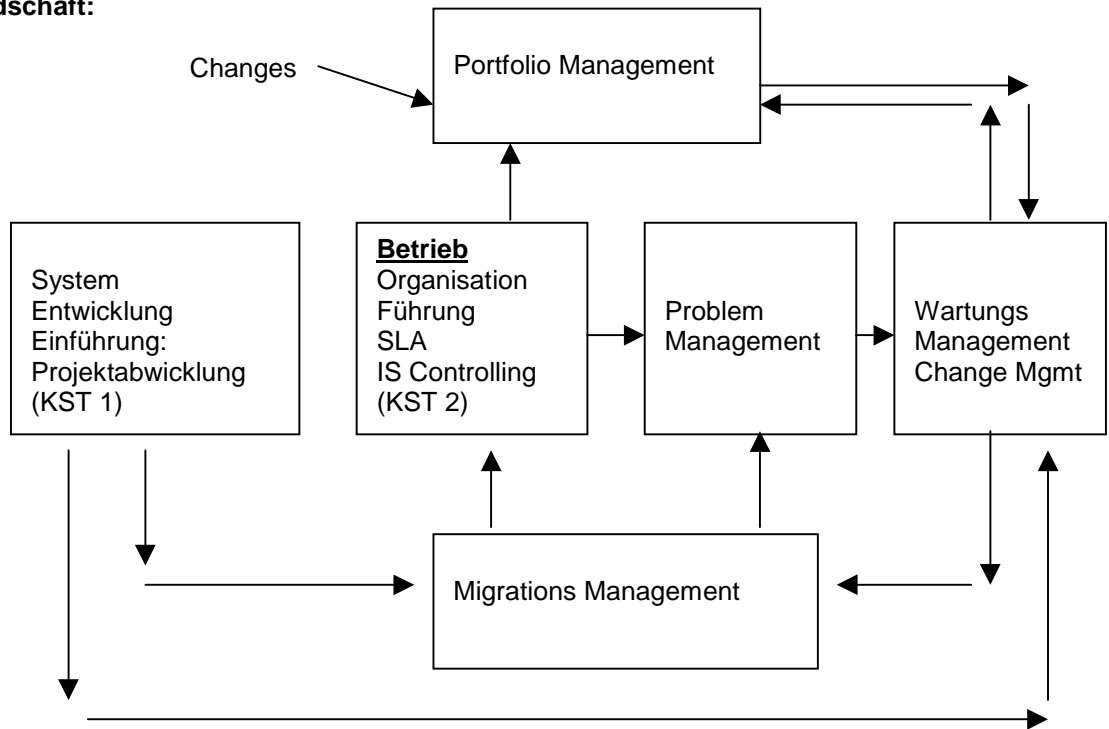 dschaft:
Changes
Portfolio Management
System
Entwicklung
Einführung:
Projektabwicklung
(KST 1)
Betrieb
Organisation
Führung
SLA
IS Controlling
(KST 2)
Problem
Management
Wartungs
Management
Change Mgmt
Migrations Management